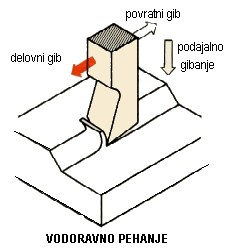 povratni gib
delovni gib
podajalno
gibanje
VODORAVNO PEHANJE